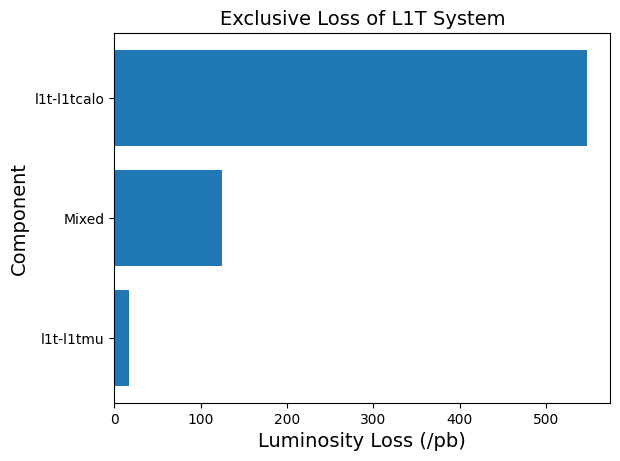 Exclusive Loss of L1T System
Component
l1t-l1tcalo
Mixed
l1t-l1tmu
0 100 200 300 400 500
Luminosity Loss (/pb)